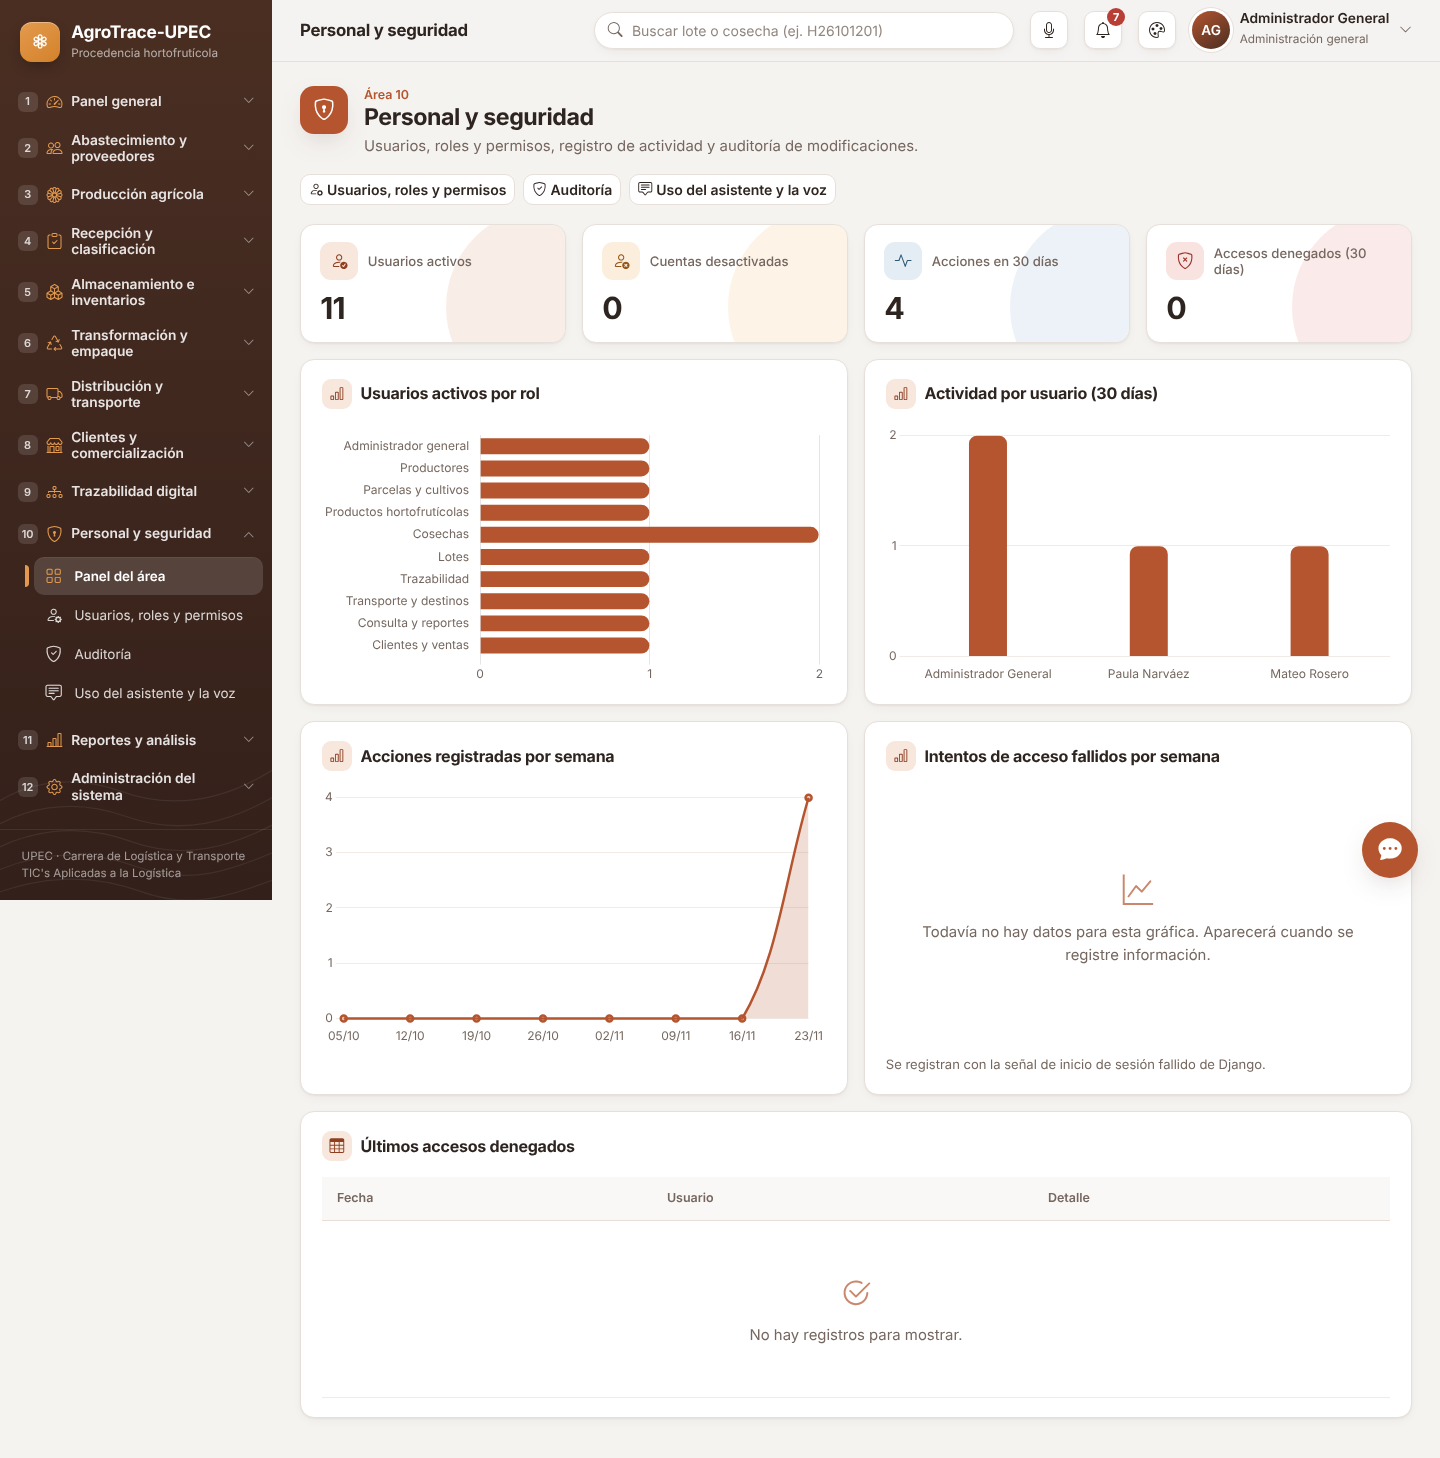 AgroTrace-UPEC
Procedencia hortofrutícola
1 Panel general
2 Abastecimiento y
proveedores
3 Producción agrícola
4 Recepción y
clasificación
5 Almacenamiento e
inventarios
6 Transformación y
empaque
7 Distribución y
transporte
8 Clientes y
comercialización
9 Trazabilidad digital
10 Personal y seguridad
Panel del área
Usuarios, roles y permisos
Auditoría
Uso del asistente y la voz
11 Reportes y análisis
12 Administración del
sistema
UPEC · Carrera de Logística y Transporte
TIC's Aplicadas a la Logística
Personal y seguridad
Buscar lote o cosecha (ej. H26101201)
7
AG
Administrador General
Administración general
Área 10
Personal y seguridad
Usuarios, roles y permisos, registro de actividad y auditoría de modificaciones.
Usuarios, roles y permisos
Auditoría
Uso del asistente y la voz
Usuarios activos
11
Cuentas desactivadas
0
Acciones en 30 días
4
Accesos denegados (30
días)
0
Usuarios activos por rol
Administrador general
Productores
Parcelas y cultivos
Productos hortofrutícolas
Cosechas
Lotes
Trazabilidad
Transporte y destinos
Consulta y reportes
Clientes y ventas
0 1 2
Actividad por usuario (30 días)
2
1
0
Administrador General Paula Narváez Mateo Rosero
Acciones registradas por semana
4
3
2
1
0
05/10 12/10 19/10 26/10 02/11 09/11 16/11 23/11
Intentos de acceso fallidos por semana
Todavía no hay datos para esta gráfica. Aparecerá cuando se
registre información.
Se registran con la señal de inicio de sesión fallido de Django.
Últimos accesos denegados
Fecha Usuario Detalle
No hay registros para mostrar.